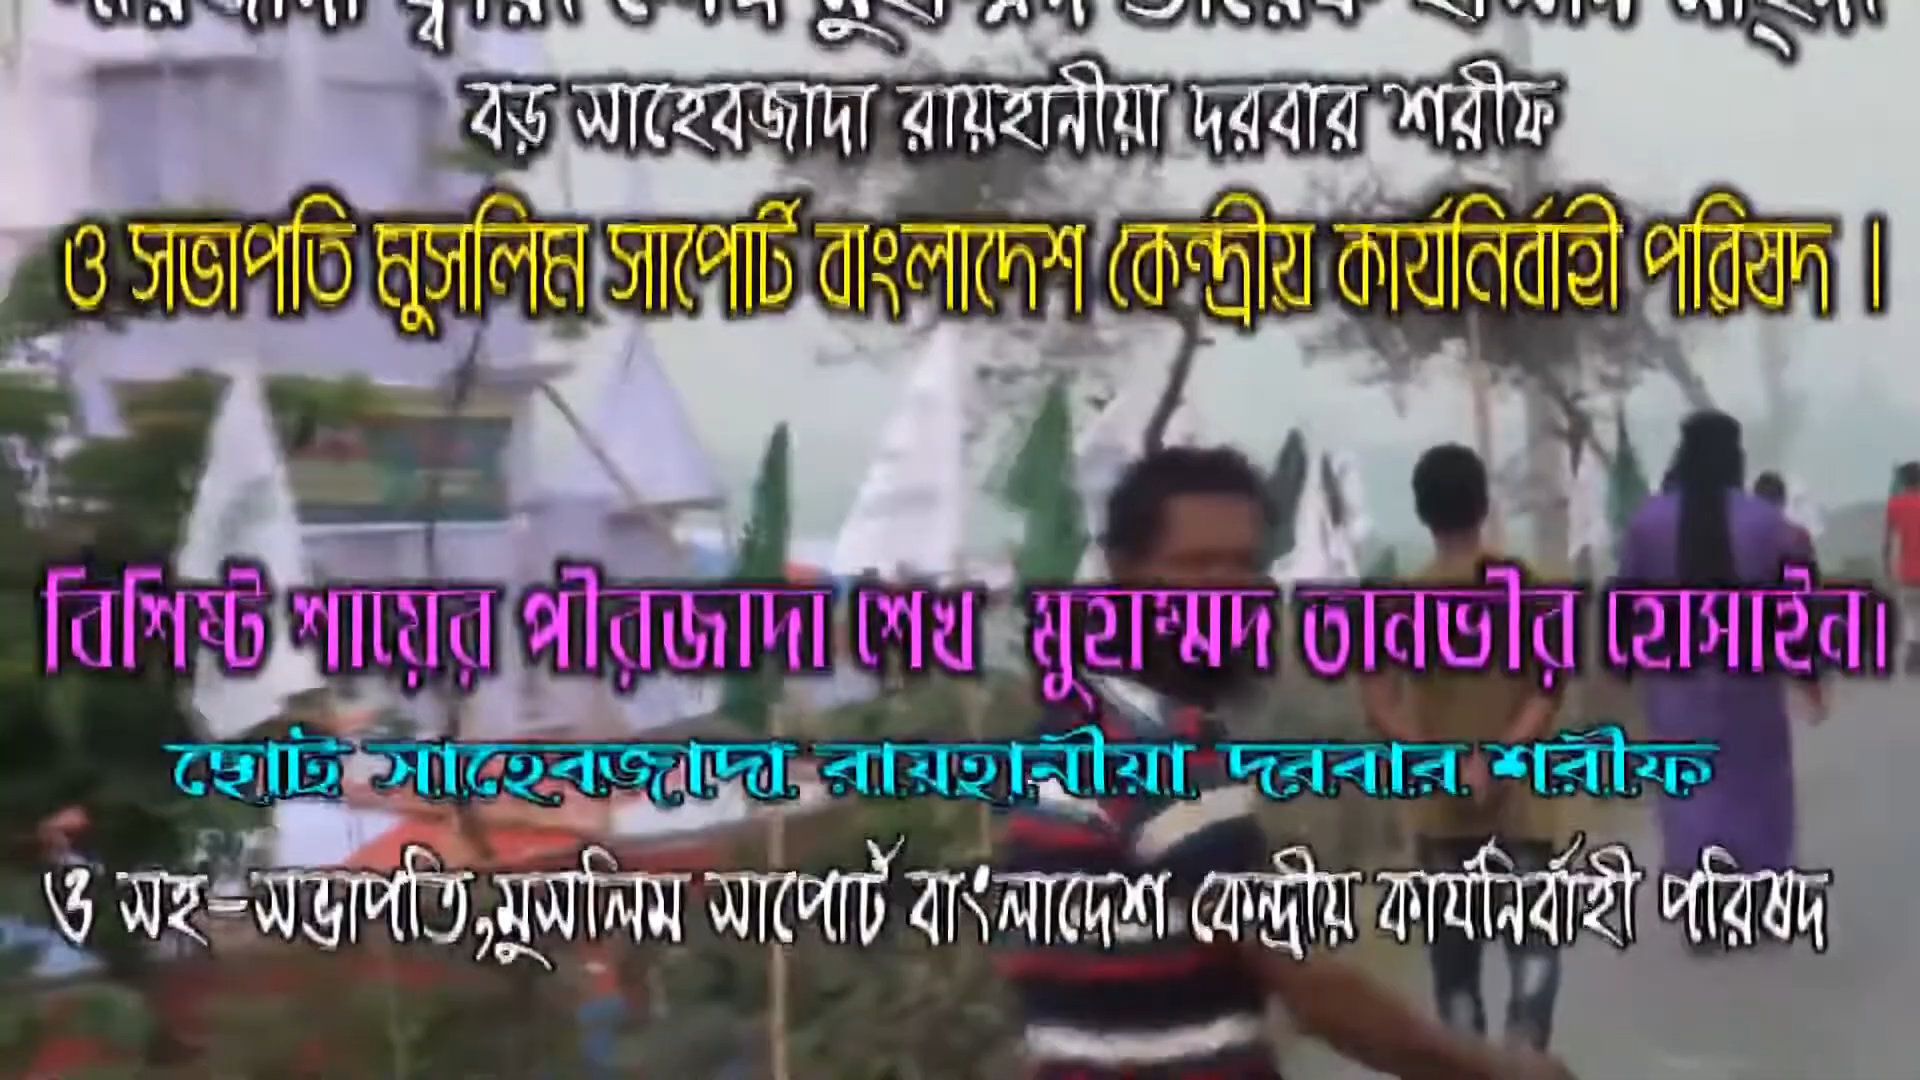 মুহাম্মদ তারেক হাসান
বড় সাহেবজাদা রায়হানীয়া দরবার শরীফ
ও সভাপতি মুসলিম সাপোর্ট বাংলাদেশ কেন্দ্রীয় কার্যনির্বাহী পরিষদ ।
বিশিষ্ট শায়ের পীরজাদা শেখ মুহাম্মদ তানভীর হোসাইন।
ছোট সাহেবজাদা রায়হানীয়া দরবার শরীফ
ও সহ-সভাপতি,মুসলিম সাপোর্ট বাংলাদেশ কেন্দ্রীয় কার্যনির্বাহী পরিষদ